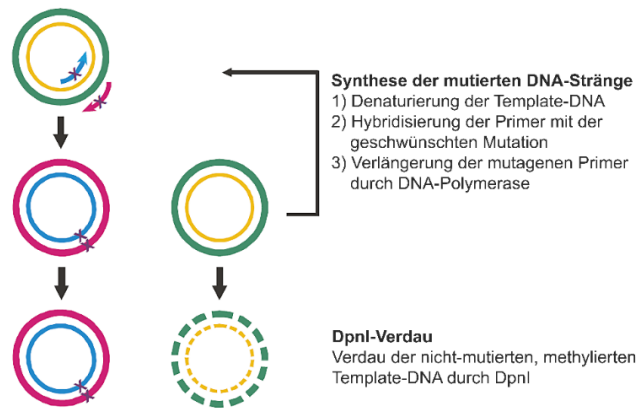 Synthese der mutierten DNA-Stränge
1) Denaturierung der Template-DNA
2) Hybridisierung der Primer mit der
geschwünschten Mutation
3) Verlängerung der mutagenen Primer
durch DNA-Polymerase
DpnI-Verdau
Verdau der nicht-mutierten, methylierten
Template-DNA durch DpnI